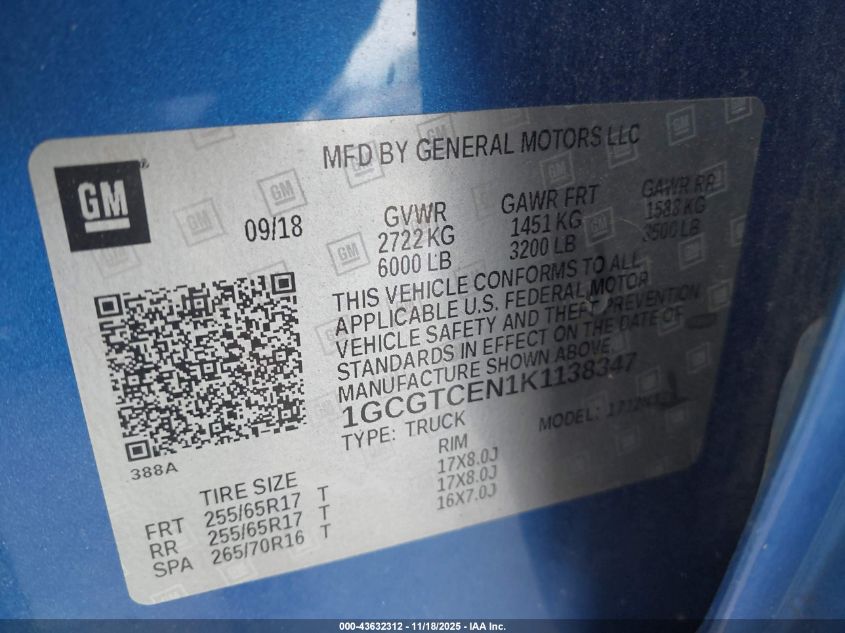 GM
MFD BY GENERAL MOTORS LLC
09/18
GVWR
2722 KG
6000 LB
GAWR FRT
1451 KG
3200 LB
GAWR RR
1588 KG
3500 LB
THIS VEHICLE CONFORMS TO ALL
APPLICABLE U.S. FEDERAL MOTOR
VEHICLE SAFETY AND THEFT PREVENTION
STANDARDS IN EFFECT ON THE DATE OF
MANUFACTURE SHOWN ABOVE
1GCGTCEN1K1138347
TYPE: TRUCK
MODEL:
388A
TIRE SIZE
RIM
FRT 255/65R17 T 17X8.0J
RR 255/65R17 T 17X8.0J
SPA 265/70R16 T 16X7.0J
000-43632312 - 11/18/2025 - IAA Inc.